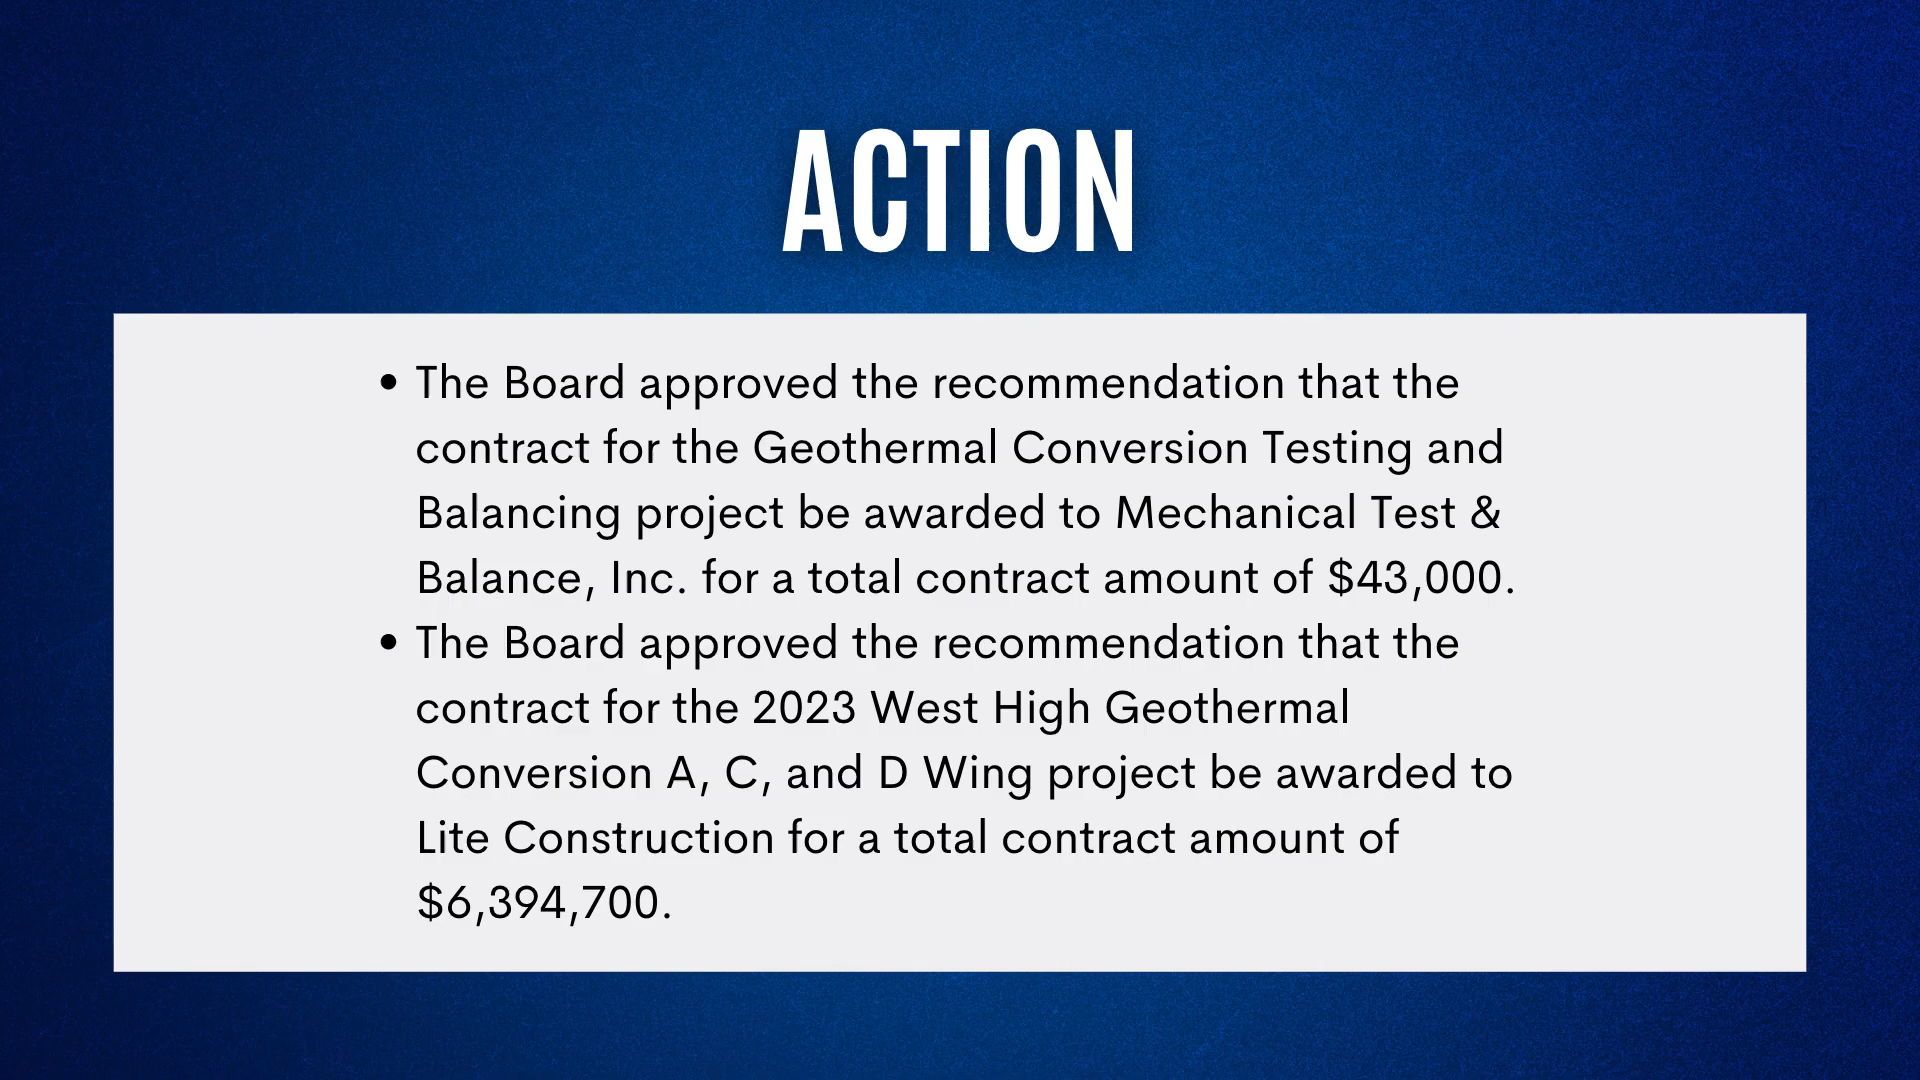 ACTION
• The Board approved the recommendation that the
contract for the Geothermal Conversion Testing and
Balancing project be awarded to Mechanical Test &
Balance, Inc. for a total contract amount of $43,000.
• The Board approved the recommendation that the
contract for the 2023 West High Geothermal
Conversion A, C, and D Wing project be awarded to
Lite Construction for a total contract amount of
$6,394,700.